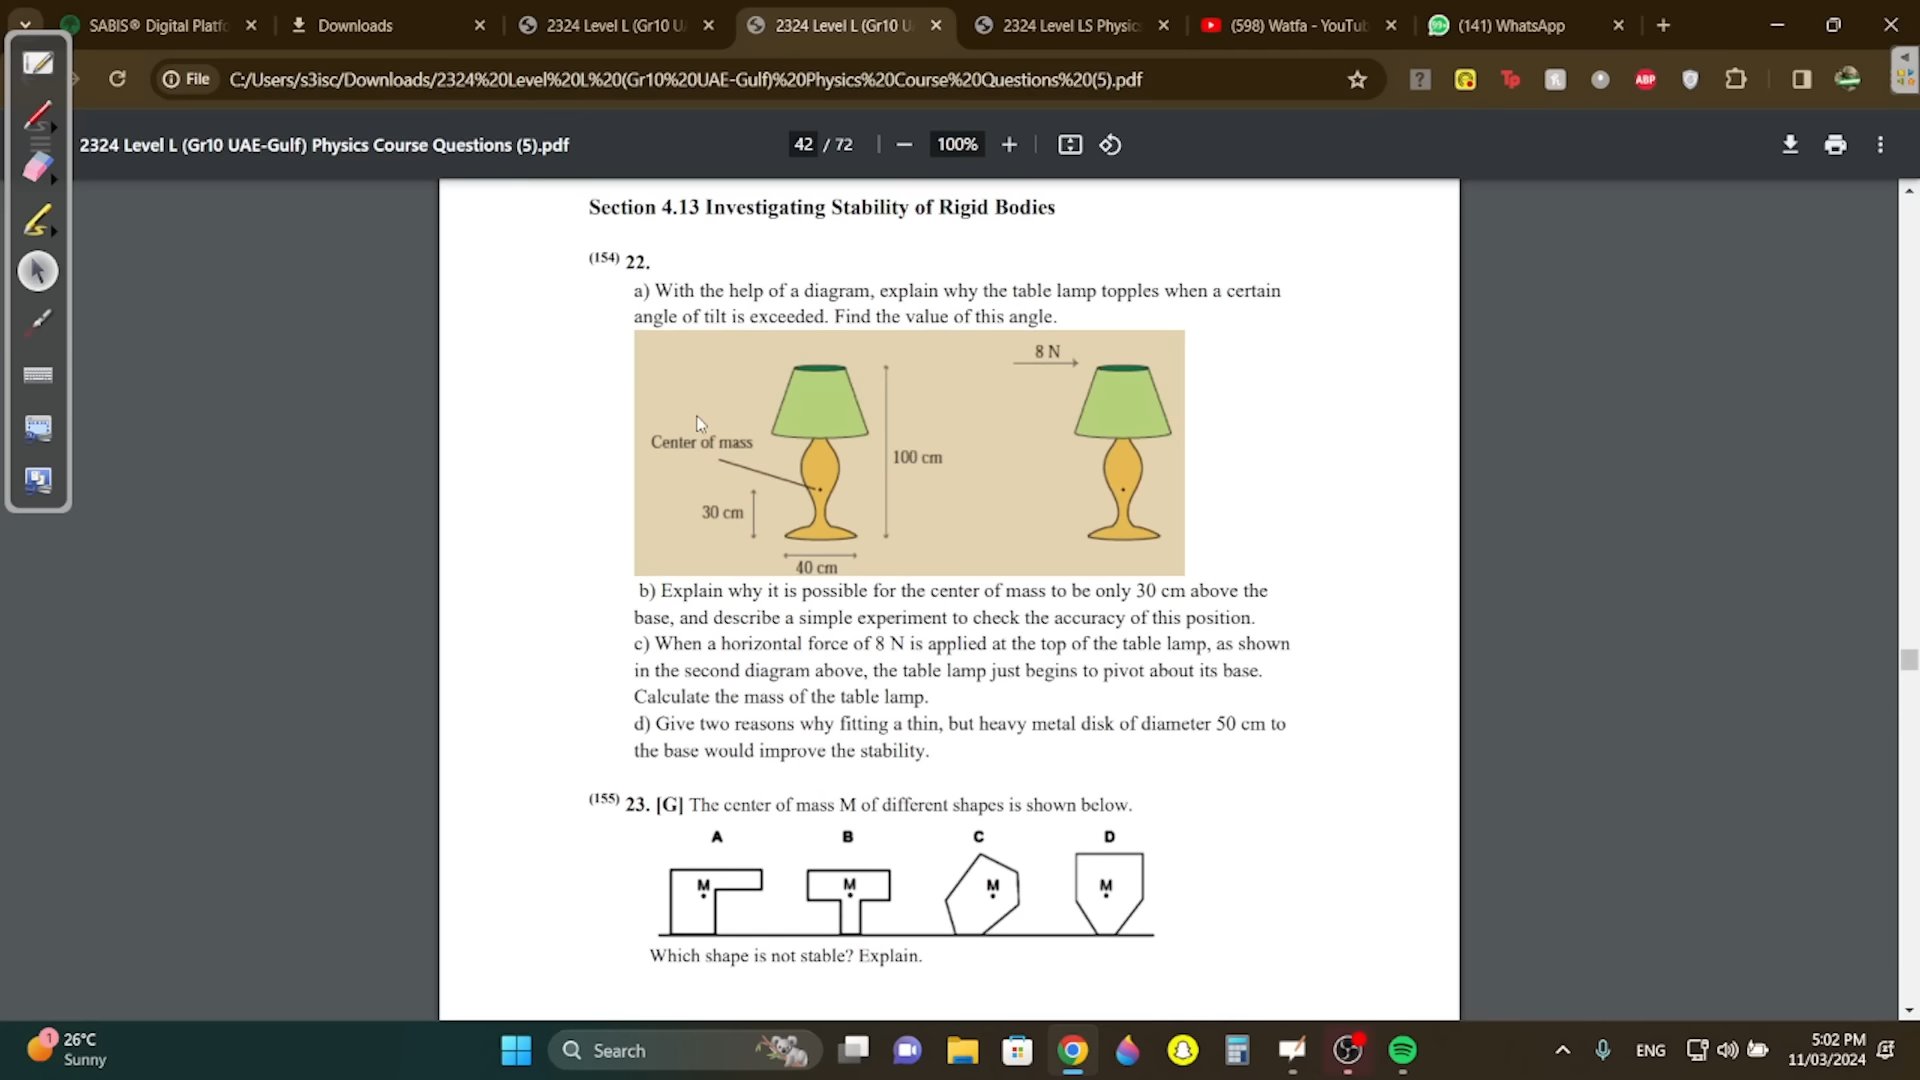 SABIS® Digital Platfo
Downloads
2324 Level L (Gr10 U
2324 Level L (Gr10 U
2324 Level LS Physic
(598) Watfa - YouTub
99+
(141) WhatsApp
File
C:/Users/s3isc/Downloads/2324%20Level%20L%20(Gr10%20UAE-Gulf)%20Physics%20Course%20Questions%20(5).pdf
?
Tp
ABP
2324 Level L (Gr10 UAE-Gulf) Physics Course Questions (5).pdf
42 / 72
100%
Section 4.13 Investigating Stability of Rigid Bodies
(154) 22.
a) With the help of a diagram, explain why the table lamp topples when a certain
angle of tilt is exceeded. Find the value of this angle.
8 N
Center of mass
100 cm
30 cm
40 cm
b) Explain why it is possible for the center of mass to be only 30 cm above the
base, and describe a simple experiment to check the accuracy of this position.
c) When a horizontal force of 8 N is applied at the top of the table lamp, as shown
in the second diagram above, the table lamp just begins to pivot about its base.
Calculate the mass of the table lamp.
d) Give two reasons why fitting a thin, but heavy metal disk of diameter 50 cm to
the base would improve the stability.
(155) 23. [G] The center of mass M of different shapes is shown below.
A B C D
M M M M
Which shape is not stable? Explain.
1
26°C
Sunny
Search
ENG
5:02 PM
11/03/2024